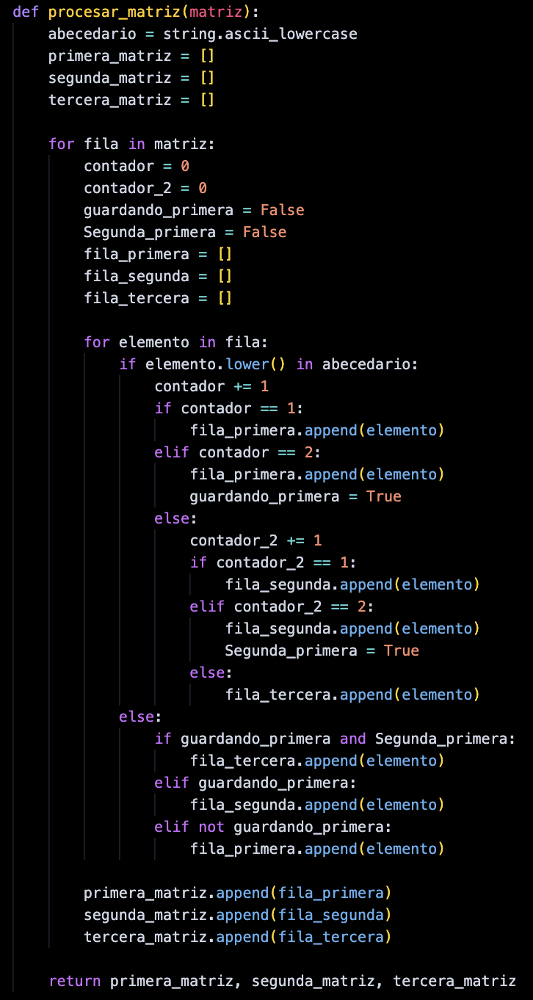 def procesar_matriz(matriz):
    abecedario = string.ascii_lowercase
    primera_matriz = []
    segunda_matriz = []
    tercera_matriz = []

    for fila in matriz:
        contador = 0
        contador_2 = 0
        guardando_primera = False
        Segunda_primera = False
        fila_primera = []
        fila_segunda = []
        fila_tercera = []

        for elemento in fila:
            if elemento.lower() in abecedario:
                contador += 1
                if contador == 1:
                    fila_primera.append(elemento)
                elif contador == 2:
                    fila_primera.append(elemento)
                    guardando_primera = True
                else:
                    contador_2 += 1
                    if contador_2 == 1:
                        fila_segunda.append(elemento)
                    elif contador_2 == 2:
                        fila_segunda.append(elemento)
                        Segunda_primera = True
                    else:
                        fila_tercera.append(elemento)
            else:
                if guardando_primera and Segunda_primera:
                    fila_tercera.append(elemento)
                elif guardando_primera:
                    fila_segunda.append(elemento)
                elif not guardando_primera:
                    fila_primera.append(elemento)

        primera_matriz.append(fila_primera)
        segunda_matriz.append(fila_segunda)
        tercera_matriz.append(fila_tercera)

    return primera_matriz, segunda_matriz, tercera_matriz